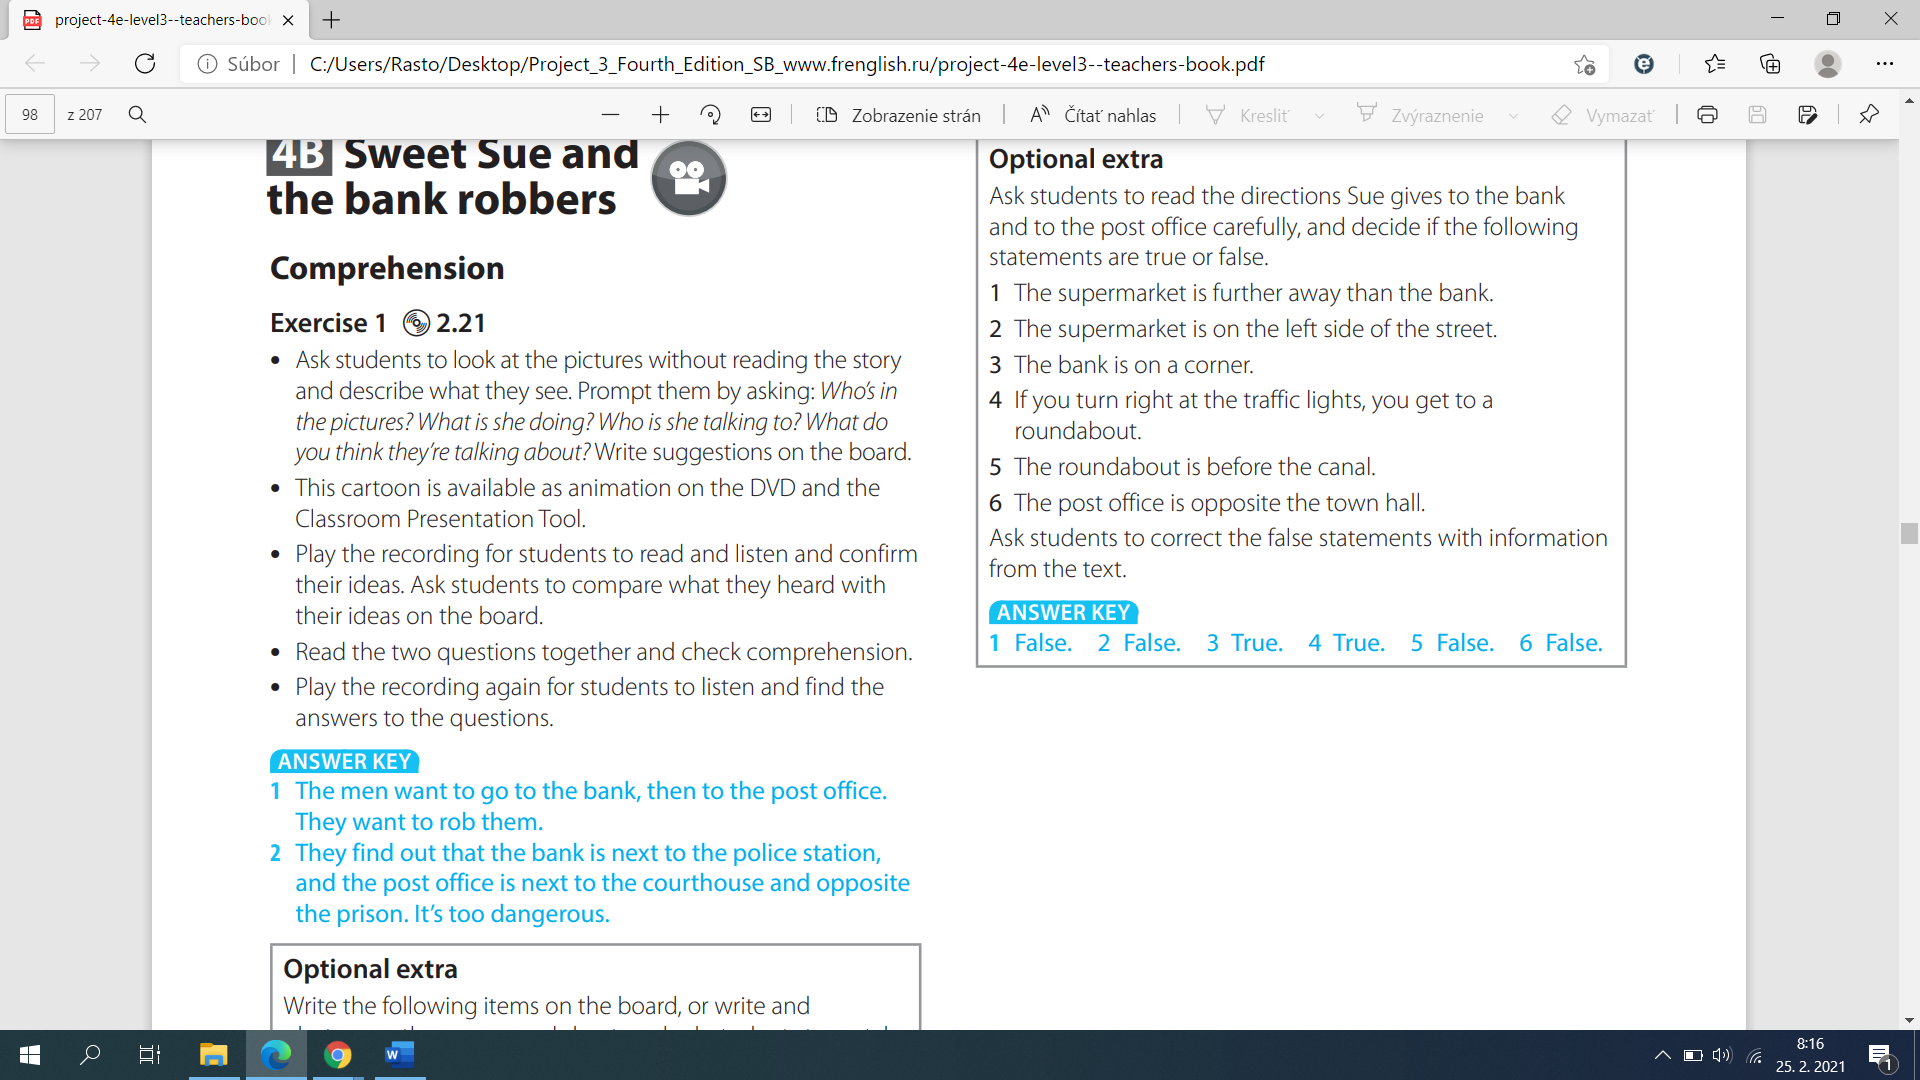 project-4e-level3--teachers-book
Súbor
C:/Users/Rasto/Desktop/Project_3_Fourth_Edition_SB_www.frenglish.ru/project-4e-level3--teachers-book.pdf
98
z 207
Zobrazenie strán
Čítať nahlas
Kresliť
Zvýraznenie
Vymazať
4B Sweet Sue and
the bank robbers
Comprehension
Exercise 1 2.21
• Ask students to look at the pictures without reading the story
and describe what they see. Prompt them by asking: Who's in
the pictures? What is she doing? Who is she talking to? What do
you think they're talking about? Write suggestions on the board.
• This cartoon is available as animation on the DVD and the
Classroom Presentation Tool.
• Play the recording for students to read and listen and confirm
their ideas. Ask students to compare what they heard with
their ideas on the board.
• Read the two questions together and check comprehension.
• Play the recording again for students to listen and find the
answers to the questions.
ANSWER KEY
1 The men want to go to the bank, then to the post office.
They want to rob them.
2 They find out that the bank is next to the police station,
and the post office is next to the courthouse and opposite
the prison. It's too dangerous.
Optional extra
Write the following items on the board, or write and
Optional extra
Ask students to read the directions Sue gives to the bank
and to the post office carefully, and decide if the following
statements are true or false.
1 The supermarket is further away than the bank.
2 The supermarket is on the left side of the street.
3 The bank is on a corner.
4 If you turn right at the traffic lights, you get to a
roundabout.
5 The roundabout is before the canal.
6 The post office is opposite the town hall.
Ask students to correct the false statements with information
from the text.
ANSWER KEY
1 False. 2 False. 3 True. 4 True. 5 False. 6 False.
8:16
25. 2. 2021
1